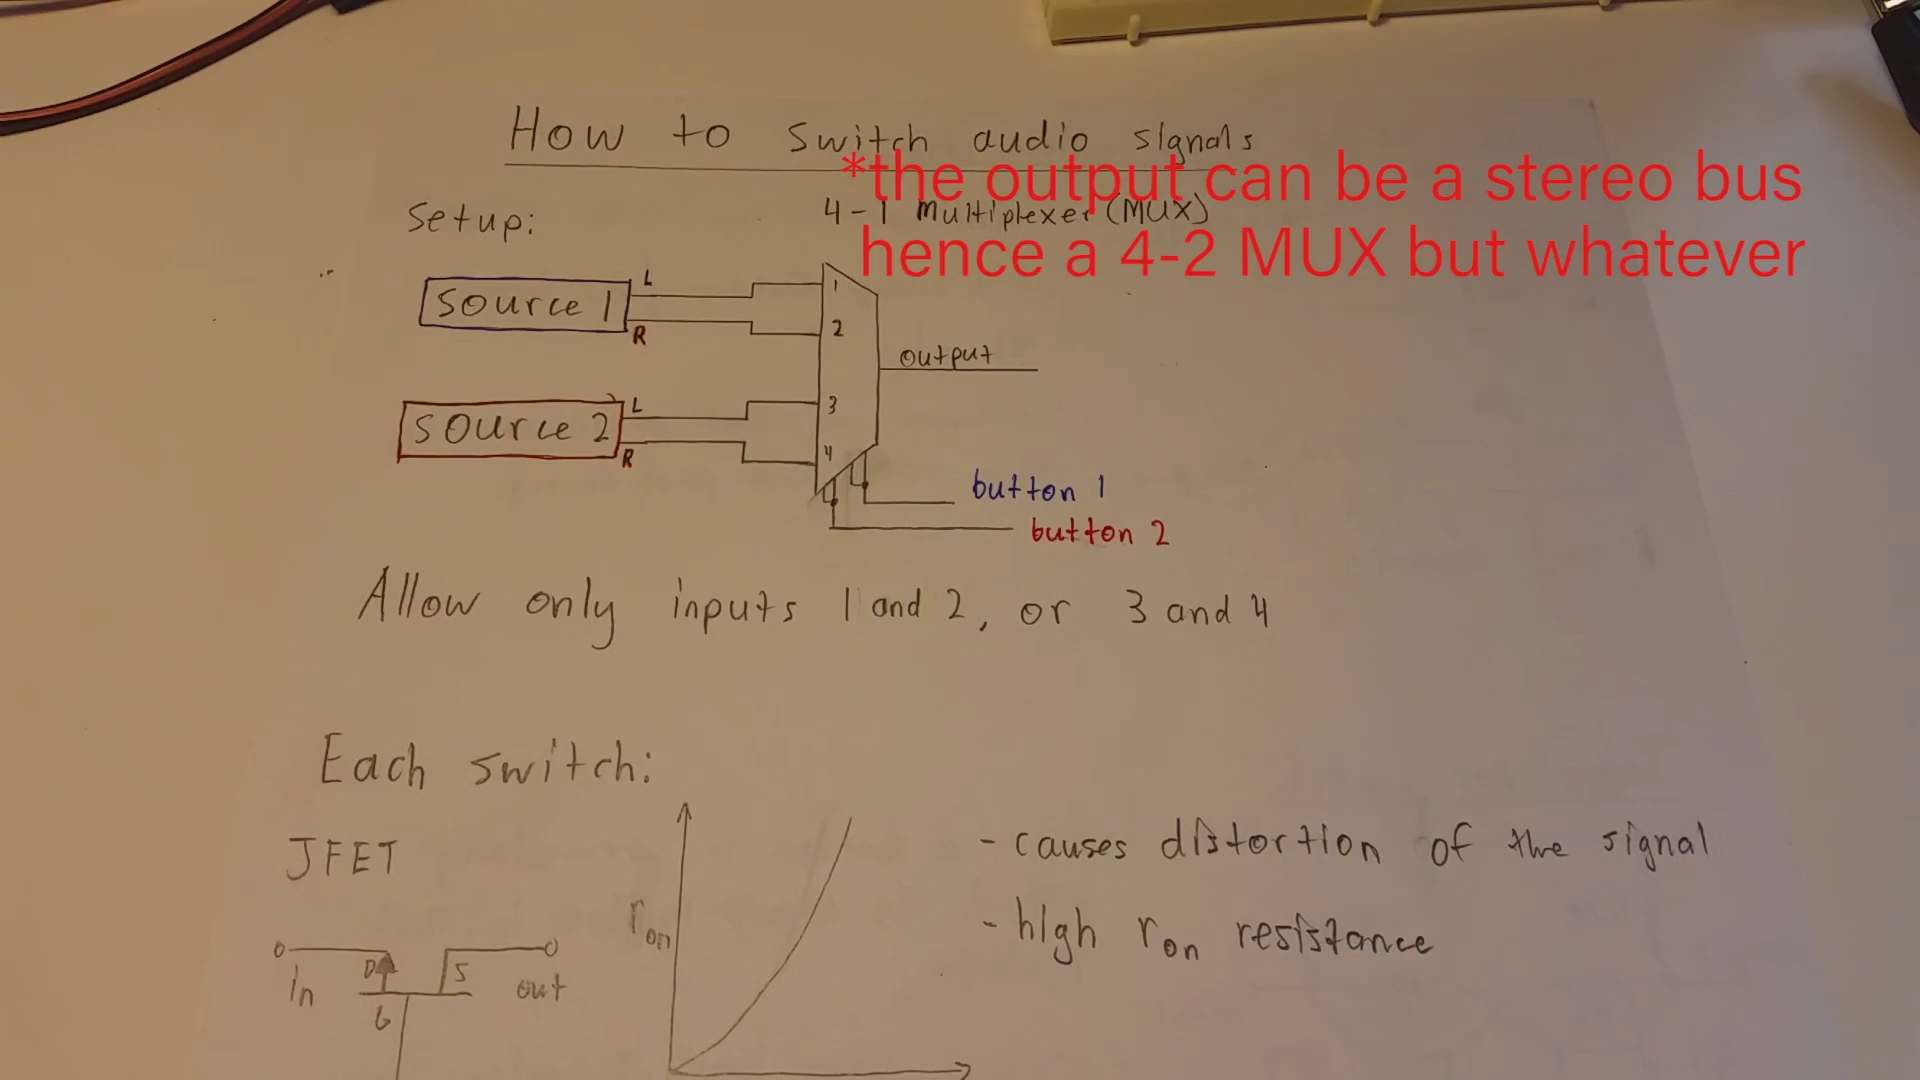 How to switch audio signals
*the output can be a stereo bus
hence a 4-2 MUX but whatever
Setup:
4-1 Multiplexer (MUX)
Source 1
L
R
1
2
output
Source 2
L
R
3
4
button 1
button 2
Allow only inputs 1 and 2, or 3 and 4
Each switch:
JFET
ron
- causes distortion of the signal
- high ron resistance
D
S
in
out
G